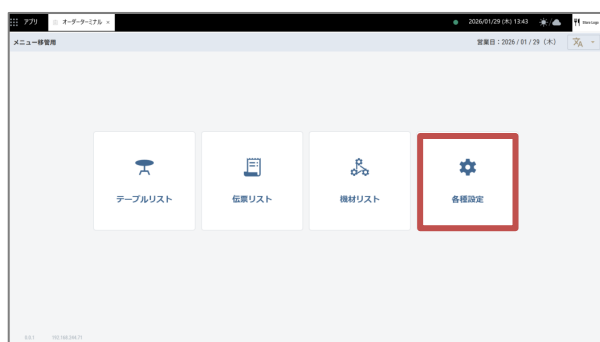 アプリ オーダーターミナル × 2026/01/29 (木) 13:43
メニュー移管用 営業日：2026 / 01 / 29 （木）
テーブルリスト 伝票リスト 機材リスト 各種設定